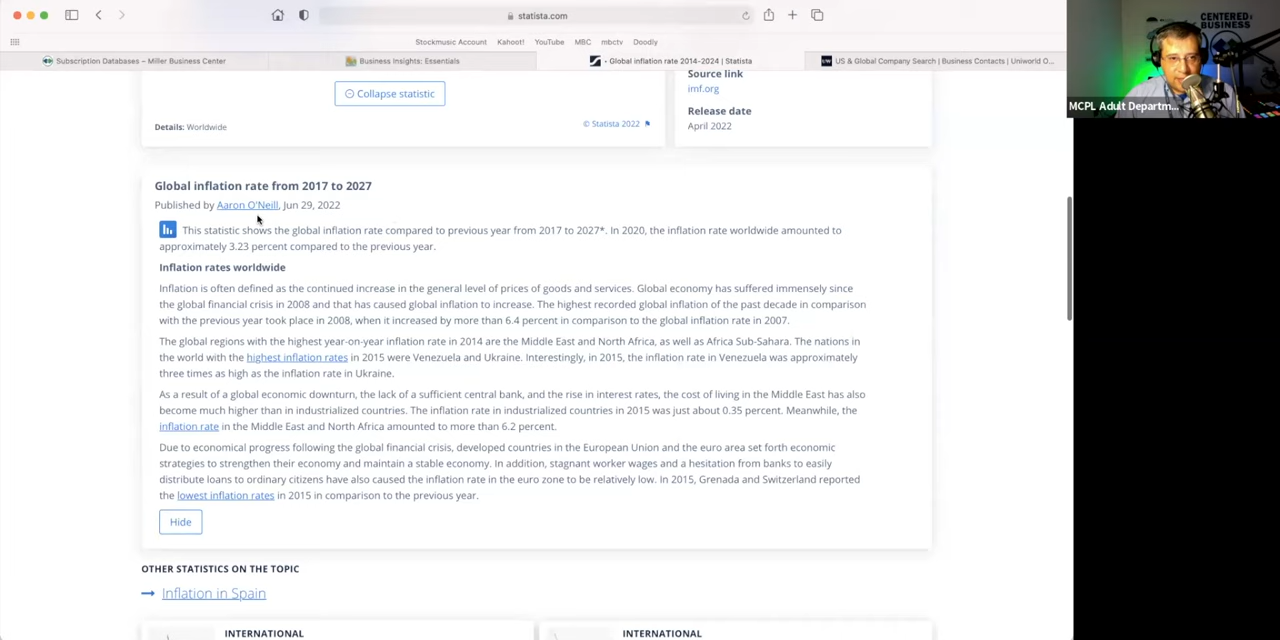 statista.com
Stockmusic Account Kahoot! YouTube MBC mbctv Doodly
Subscription Databases – Miller Business Center
Business Insights: Essentials
• Global inflation rate 2014–2024 | Statista
US & Global Company Search | Business Contacts | Uniworld O...
CENTERED
BUSINESS
MCPL Adult Departm...
Collapse statistic
Details: Worldwide
© Statista 2022
Source link
imf.org
Release date
April 2022
Global inflation rate from 2017 to 2027
Published by Aaron O'Neill, Jun 29, 2022
This statistic shows the global inflation rate compared to previous year from 2017 to 2027*. In 2020, the inflation rate worldwide amounted to
approximately 3.23 percent compared to the previous year.
Inflation rates worldwide
Inflation is often defined as the continued increase in the general level of prices of goods and services. Global economy has suffered immensely since
the global financial crisis in 2008 and that has caused global inflation to increase. The highest recorded global inflation of the past decade in comparison
with the previous year took place in 2008, when it increased by more than 6.4 percent in comparison to the global inflation rate in 2007.
The global regions with the highest year-on-year inflation rate in 2014 are the Middle East and North Africa, as well as Africa Sub-Sahara. The nations in
the world with the highest inflation rates in 2015 were Venezuela and Ukraine. Interestingly, in 2015, the inflation rate in Venezuela was approximately
three times as high as the inflation rate in Ukraine.
As a result of a global economic downturn, the lack of a sufficient central bank, and the rise in interest rates, the cost of living in the Middle East has also
become much higher than in industrialized countries. The inflation rate in industrialized countries in 2015 was just about 0.35 percent. Meanwhile, the
inflation rate in the Middle East and North Africa amounted to more than 6.2 percent.
Due to economical progress following the global financial crisis, developed countries in the European Union and the euro area set forth economic
strategies to strengthen their economy and maintain a stable economy. In addition, stagnant worker wages and a hesitation from banks to easily
distribute loans to ordinary citizens have also caused the inflation rate in the euro zone to be relatively low. In 2015, Grenada and Switzerland reported
the lowest inflation rates in 2015 in comparison to the previous year.
Hide
OTHER STATISTICS ON THE TOPIC
Inflation in Spain
INTERNATIONAL
INTERNATIONAL